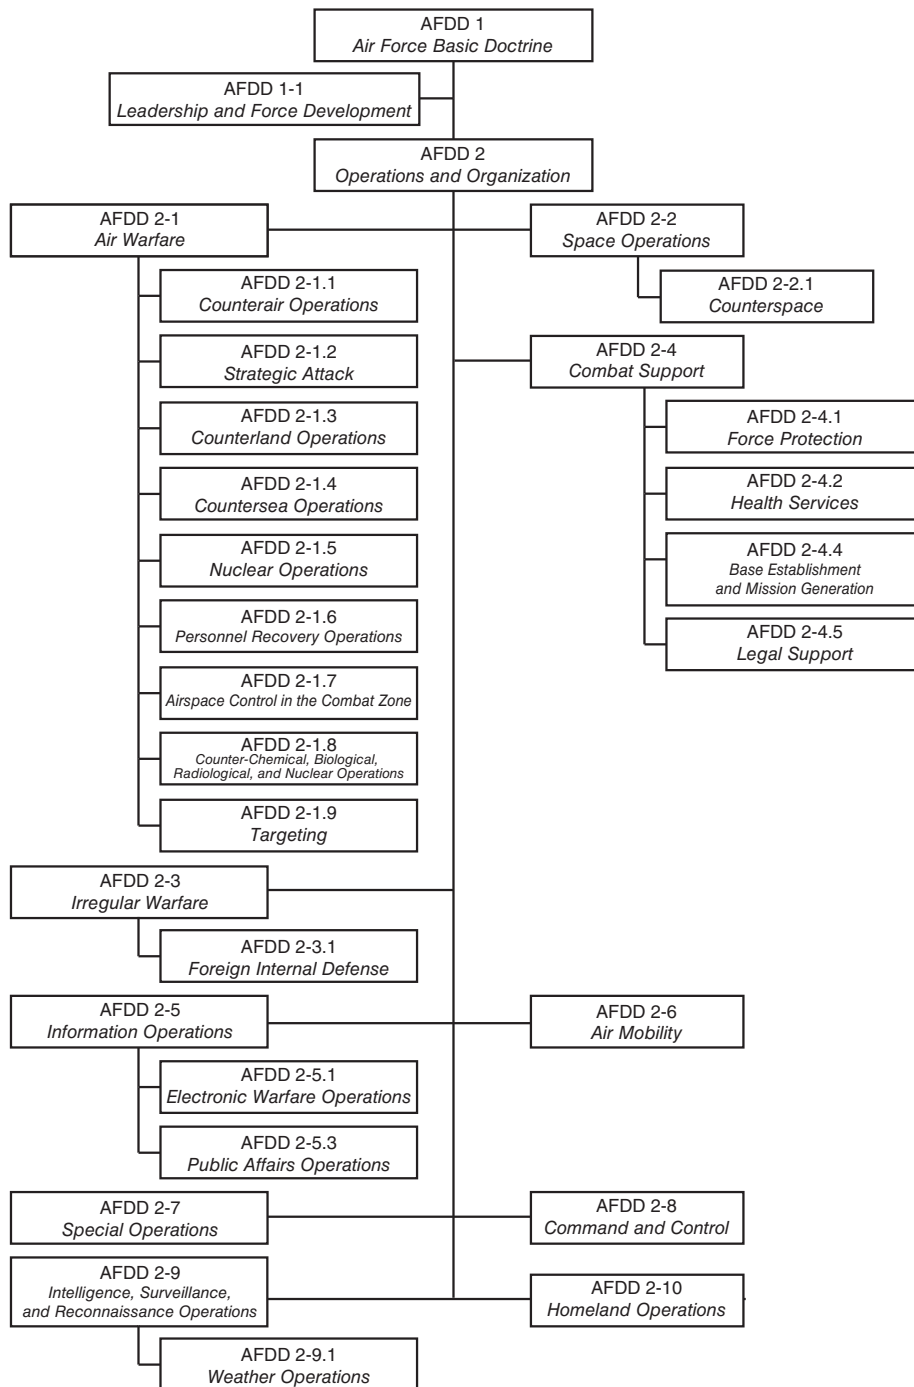 AFDD 1
Air Force Basic Doctrine
AFDD 1-1
Leadership and Force Development
AFDD 2
Operations and Organization
AFDD 2-1
Air Warfare
AFDD 2-2
Space Operations
AFDD 2-1.1
Counterair Operations
AFDD 2-2.1
Counterspace
AFDD 2-1.2
Strategic Attack
AFDD 2-4
Combat Support
AFDD 2-1.3
Counterland Operations
AFDD 2-4.1
Force Protection
AFDD 2-1.4
Countersea Operations
AFDD 2-4.2
Health Services
AFDD 2-1.5
Nuclear Operations
AFDD 2-4.4
Base Establishment
and Mission Generation
AFDD 2-1.6
Personnel Recovery Operations
AFDD 2-4.5
Legal Support
AFDD 2-1.7
Airspace Control in the Combat Zone
AFDD 2-1.8
Counter-Chemical, Biological,
Radiological, and Nuclear Operations
AFDD 2-1.9
Targeting
AFDD 2-3
Irregular Warfare
AFDD 2-3.1
Foreign Internal Defense
AFDD 2-5
Information Operations
AFDD 2-6
Air Mobility
AFDD 2-5.1
Electronic Warfare Operations
AFDD 2-5.3
Public Affairs Operations
AFDD 2-7
Special Operations
AFDD 2-8
Command and Control
AFDD 2-9
Intelligence, Surveillance,
and Reconnaissance Operations
AFDD 2-10
Homeland Operations
AFDD 2-9.1
Weather Operations